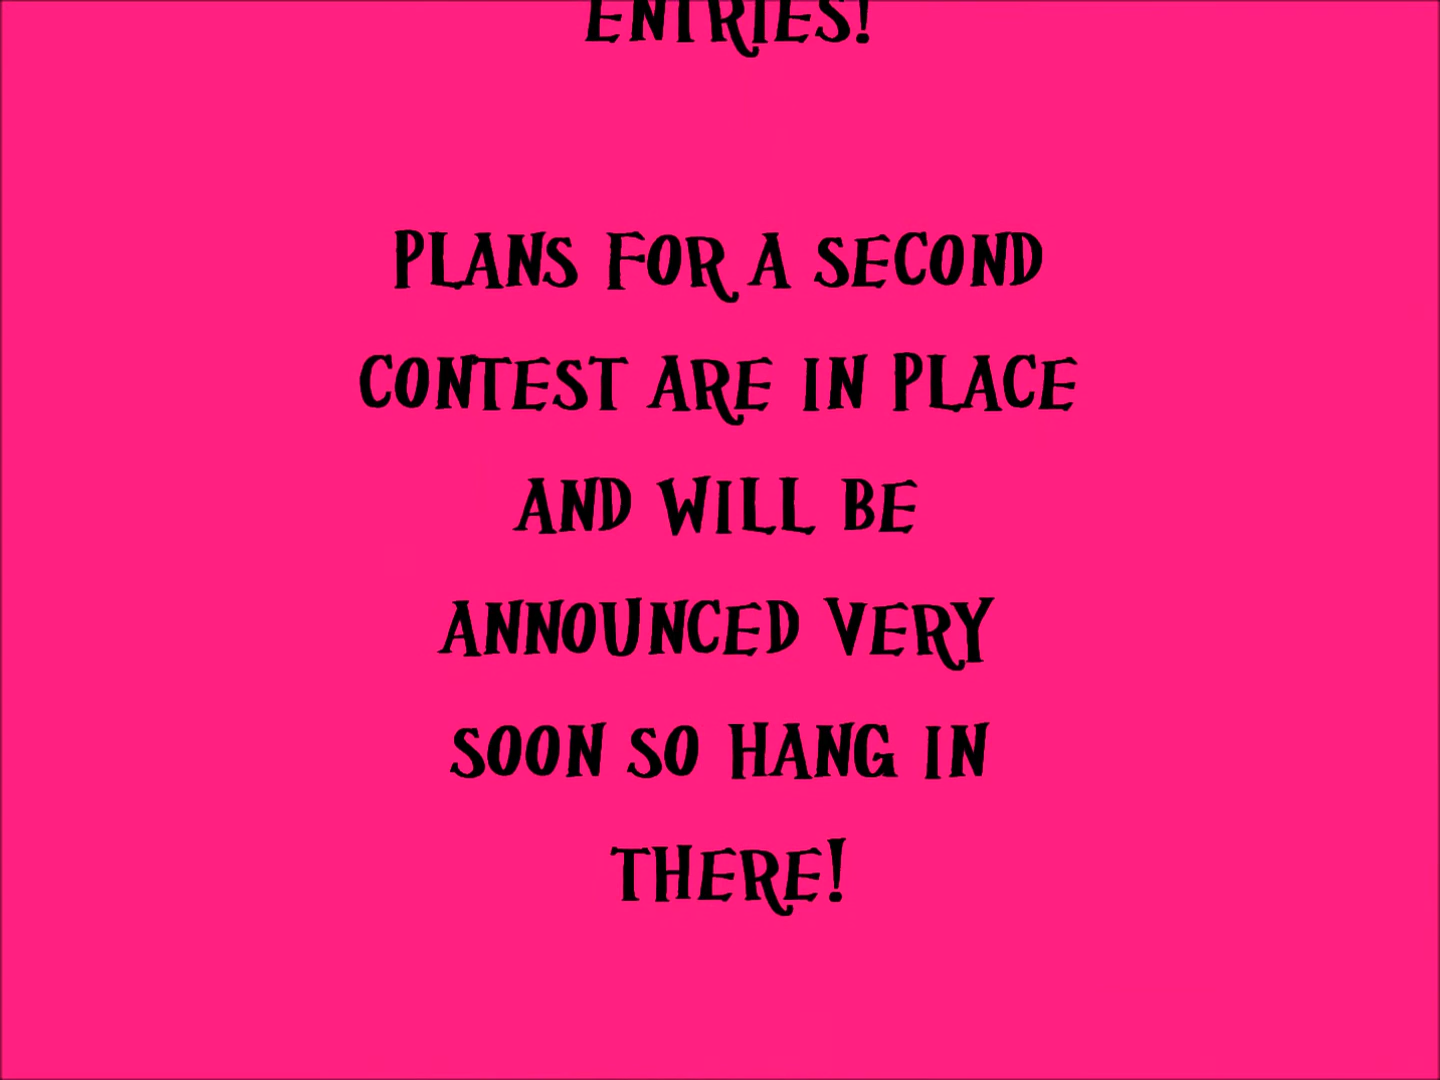 ENTRIES!
PLANS FOR A SECOND
CONTEST ARE IN PLACE
AND WILL BE
ANNOUNCED VERY
SOON SO HANG IN
THERE!